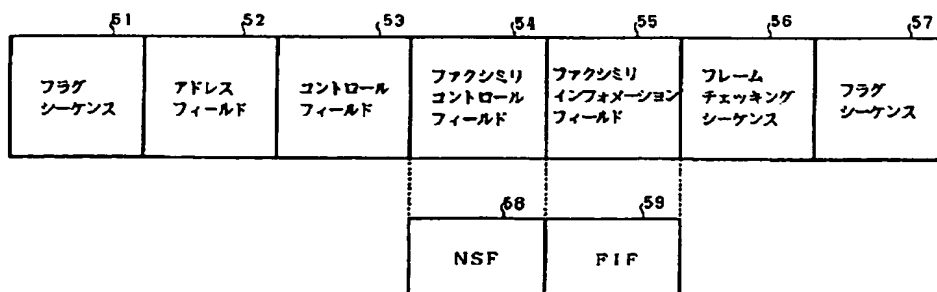 51 52 53 54 55 56 57
フラグ
シーケンス
アドレス
フィールド
コントロール
フィールド
ファクシミリ
コントロール
フィールド
ファクシミリ
インフォメーション
フィールド
フレーム
チェッキング
シーケンス
フラグ
シーケンス
58 59
NSF FIF